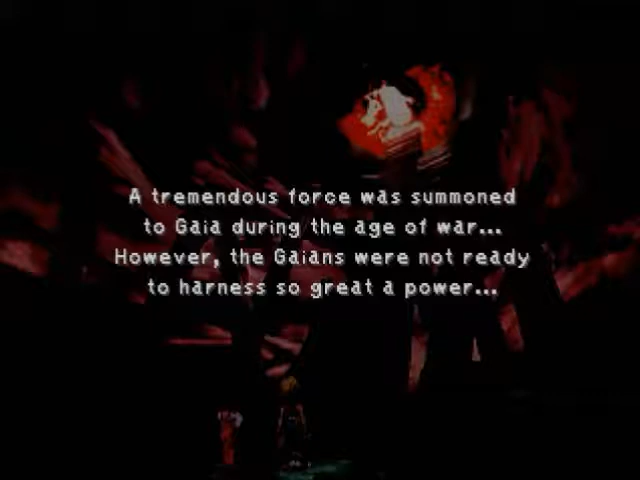 A tremendous force was summoned
to Gaia during the age of war...
However, the Gaians were not ready
to harness so great a power...